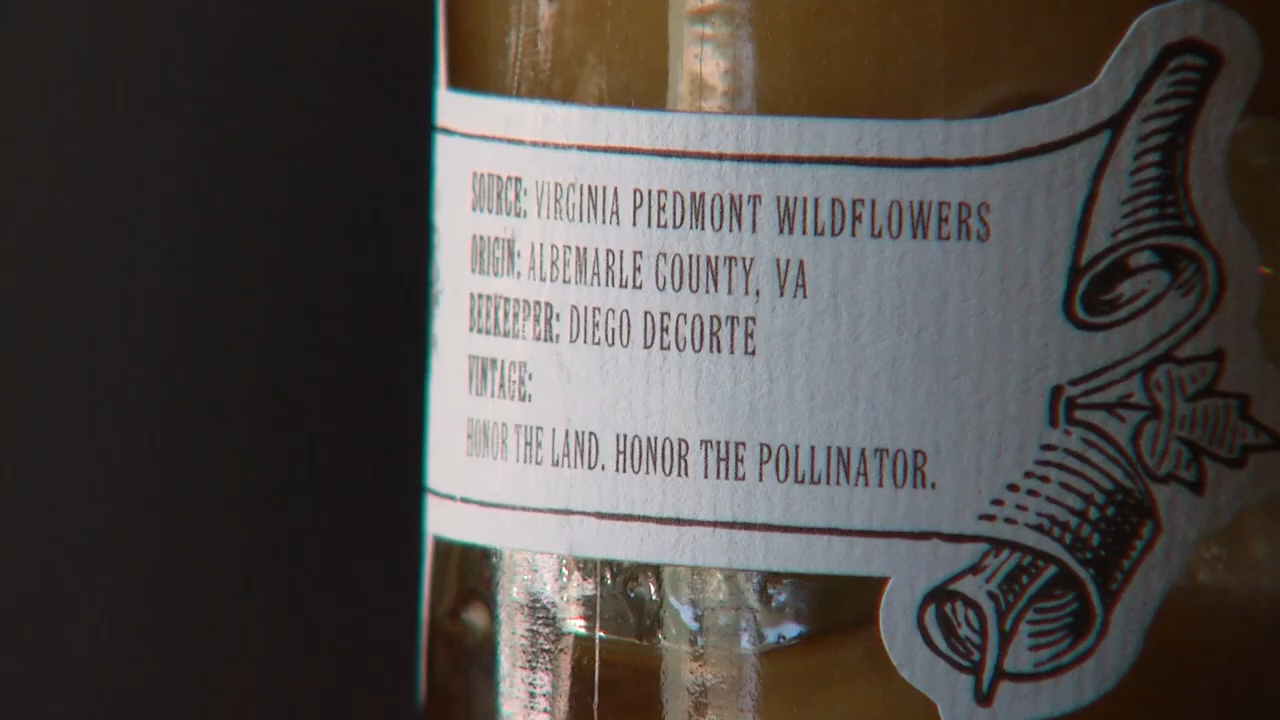 SOURCE: VIRGINIA PIEDMONT WILDFLOWERS
ORIGIN: ALBEMARLE COUNTY, VA
BEEKEEPER: DIEGO DECORTE
VINTAGE:
HONOR THE LAND. HONOR THE POLLINATOR.